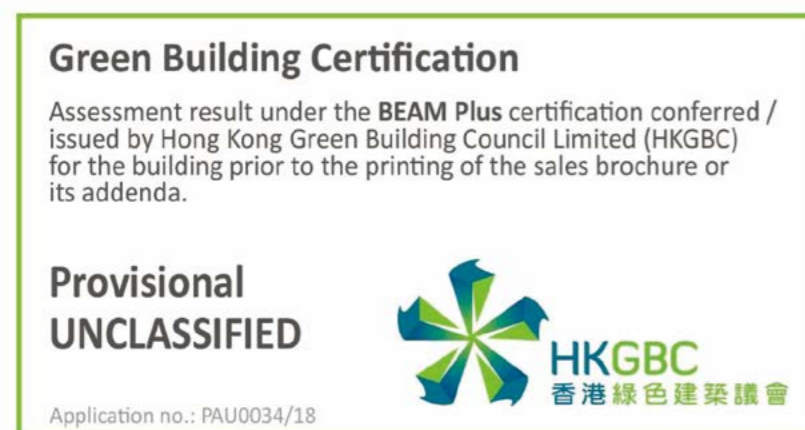 Green Building Certification
Assessment result under the BEAM Plus certification conferred /
issued by Hong Kong Green Building Council Limited (HKGBC)
for the building prior to the printing of the sales brochure or
its addenda.
Provisional
UNCLASSIFIED
HKGBC
香港綠色建築議會
Application no.: PAU0034/18